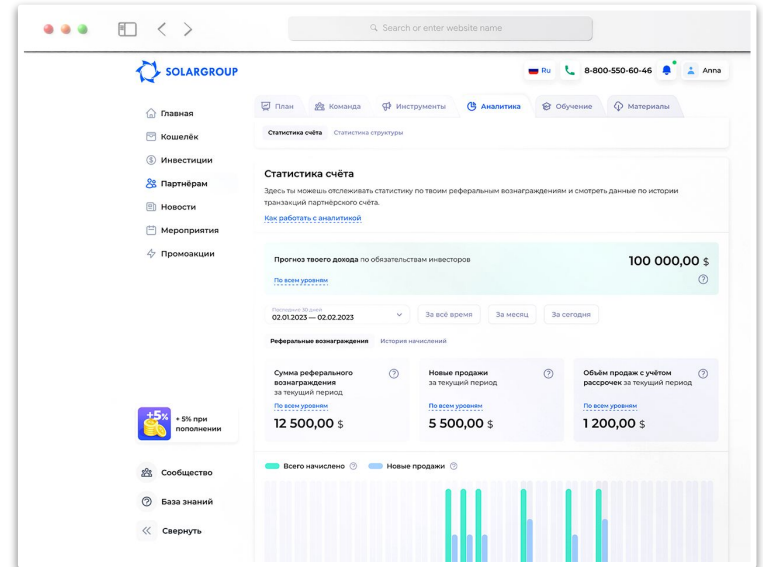 Search or enter website name
SOLARGROUP
Ru 8-800-550-60-46 Anna
План Команда Инструменты Аналитика Обучение Материалы
Статистика счёта Статистика структуры
Главная
Кошелёк
Инвестиции
Партнёрам
Новости
Мероприятия
Промоакции
+5%
+ 5% при
пополнении
Сообщество
База знаний
Свернуть
Статистика счёта
Здесь ты можешь отслеживать статистику по твоим реферальным вознаграждениям и смотреть данные по истории
транзакций партнёрского счёта.
Как работать с аналитикой
Прогноз твоего дохода по обязательствам инвесторов 100 000,00 $
По всем уровням
Последние 30 дней
02.01.2023 — 02.02.2023
За всё время За месяц За сегодня
Реферальные вознаграждения История начислений
Сумма реферального
вознаграждения
за текущий период
По всем уровням
12 500,00 $
Новые продажи
за текущий период
По всем уровням
5 500,00 $
Объём продаж с учётом
рассрочек за текущий период
По всем уровням
1 200,00 $
Всего начислено Новые продажи